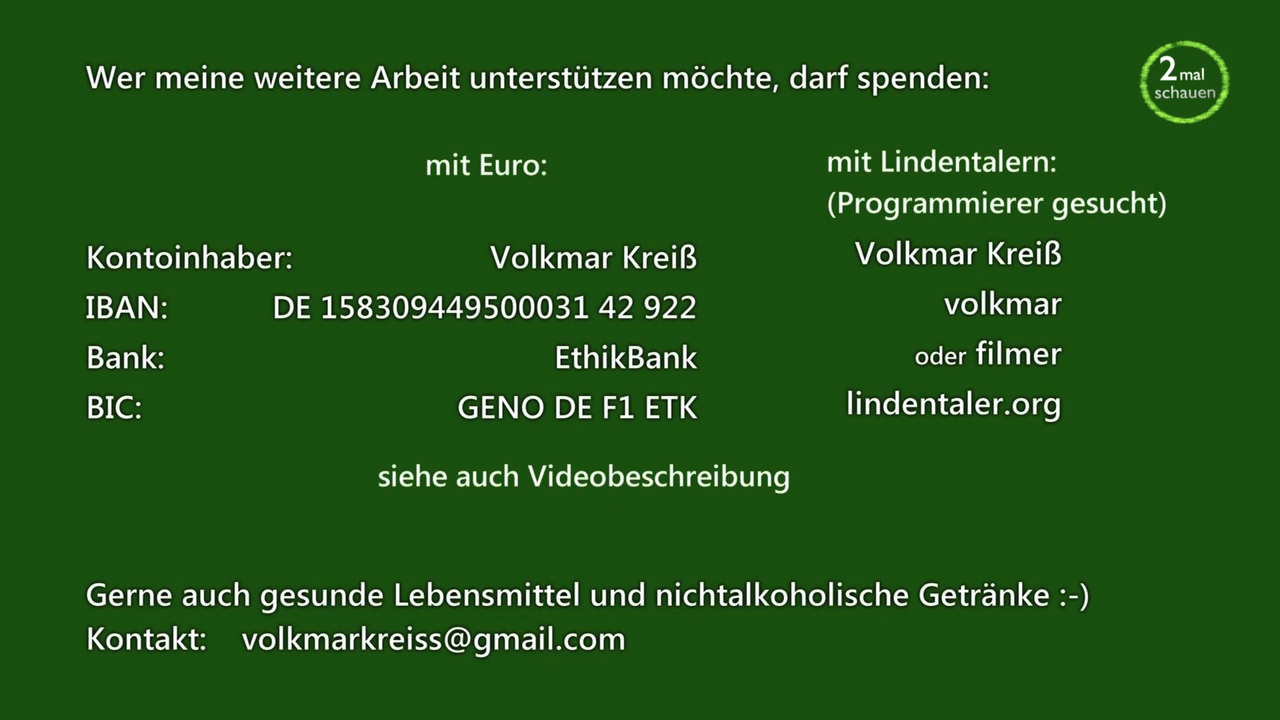 Wer meine weitere Arbeit unterstützen möchte, darf spenden:
2 mal
schauen
mit Euro:
mit Lindentalern:
(Programmierer gesucht)
Kontoinhaber: Volkmar Kreiß
IBAN: DE 158309449500031 42 922
Bank: EthikBank
BIC: GENO DE F1 ETK
Volkmar Kreiß
volkmar
oder filmer
lindentaler.org
siehe auch Videobeschreibung
Gerne auch gesunde Lebensmittel und nichtalkoholische Getränke :-)
Kontakt: volkmarkreiss@gmail.com